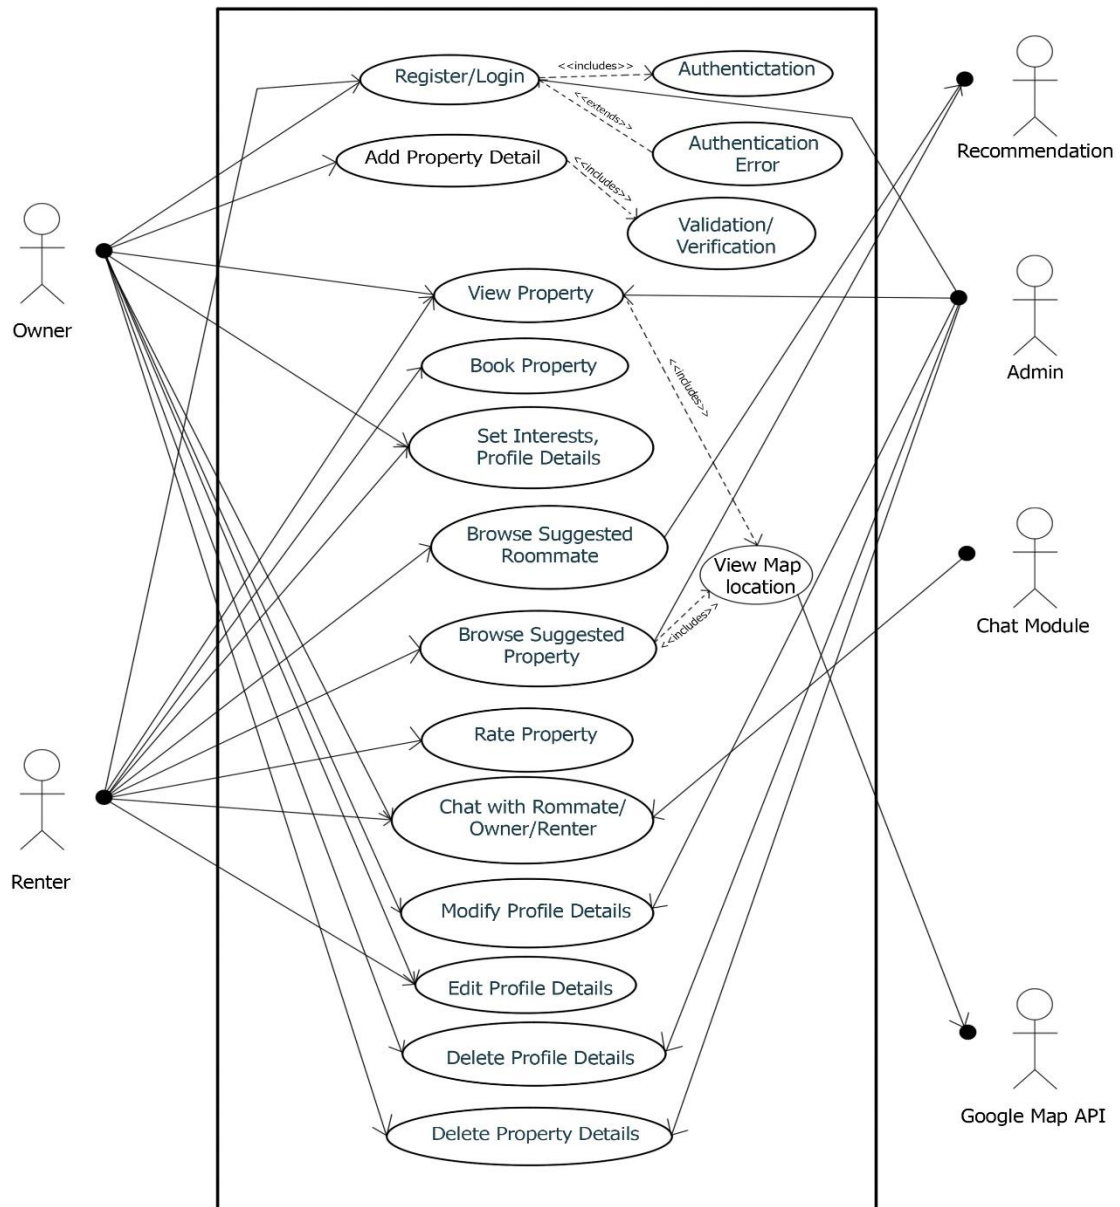 Register/Login
<<includes>>
Authentictation
<<extends>>
Recommendation
Add Property Detail
Authentication
Error
<<includes>>
Validation/
Verification
Owner
View Property
Admin
<<includes>>
Book Property
Set Interests,
Profile Details
Browse Suggested
Roommate
View Map
location
Chat Module
Browse Suggested
Property
<<includes>>
Rate Property
Chat with Rommate/
Owner/Renter
Renter
Modify Profile Details
Edit Profile Details
Delete Profile Details
Google Map API
Delete Property Details